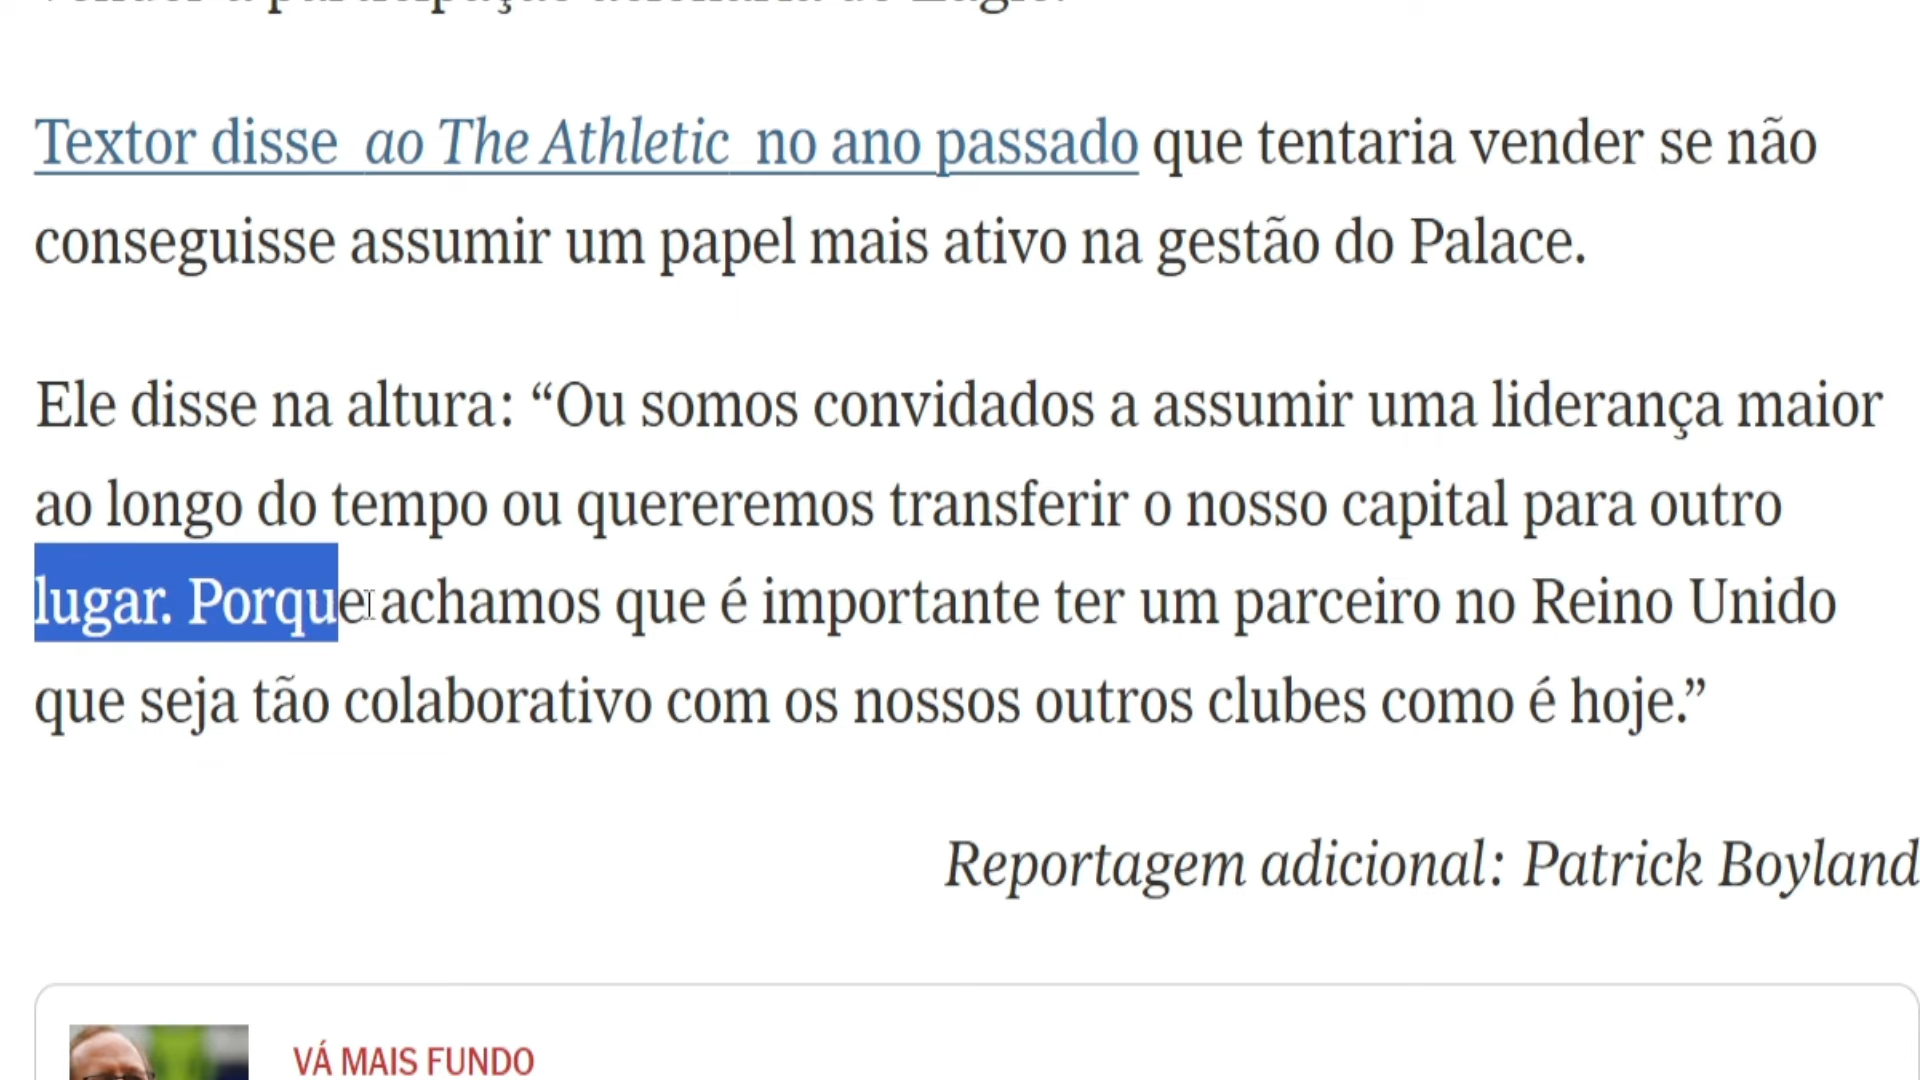 Textor disse ao The Athletic no ano passado que tentaria vender se não
conseguisse assumir um papel mais ativo na gestão do Palace.
Ele disse na altura: “Ou somos convidados a assumir uma liderança maior
ao longo do tempo ou quereremos transferir o nosso capital para outro
lugar. Porque achamos que é importante ter um parceiro no Reino Unido
que seja tão colaborativo com os nossos outros clubes como é hoje.”
Reportagem adicional: Patrick Boyland
VÁ MAIS FUNDO